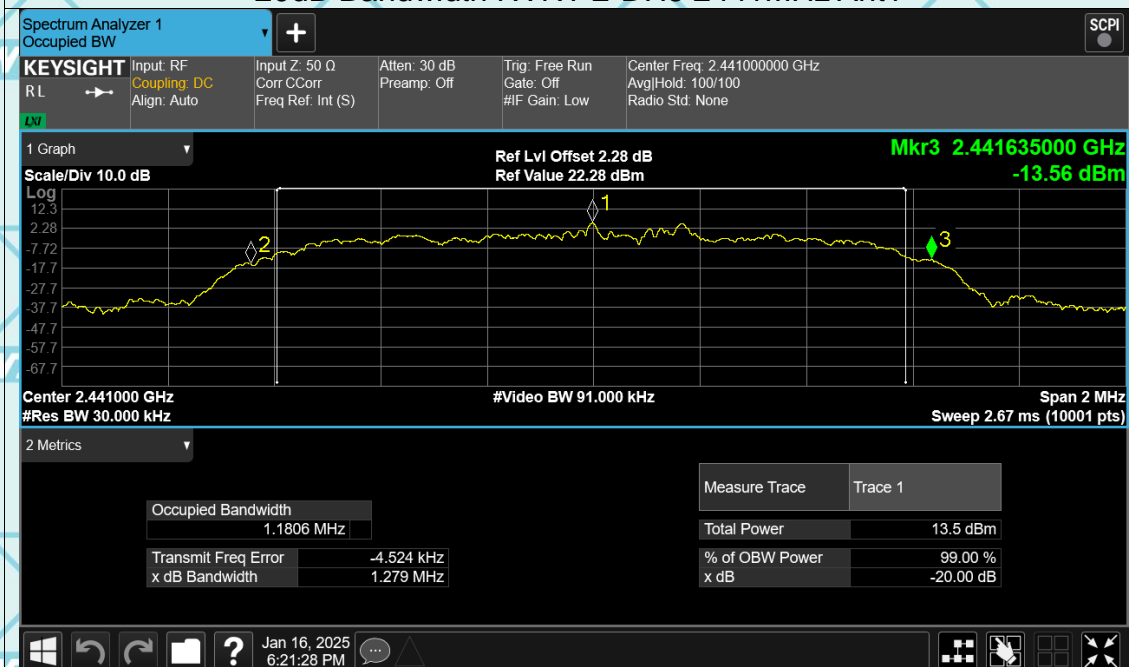 Spectrum Analyzer 1
Occupied BW
SCPI
KEYSIGHT
RL
LXI
Input: RF
Coupling: DC
Align: Auto
Input Z: 50 Ω
Corr CCorr
Freq Ref: Int (S)
Atten: 30 dB
Preamp: Off
Trig: Free Run
Gate: Off
#IF Gain: Low
Center Freq: 2.441000000 GHz
Avg|Hold: 100/100
Radio Std: None
1 Graph
Scale/Div 10.0 dB
Ref Lvl Offset 2.28 dB
Ref Value 22.28 dBm
Mkr3 2.441635000 GHz
-13.56 dBm
Log
12.3
2.28
-7.72
-17.7
-27.7
-37.7
-47.7
-57.7
-67.7
1
2
3
Center 2.441000 GHz
#Video BW 91.000 kHz
Span 2 MHz
#Res BW 30.000 kHz
Sweep 2.67 ms (10001 pts)
2 Metrics
Measure Trace Trace 1
Occupied Bandwidth
1.1806 MHz
Total Power 13.5 dBm
Transmit Freq Error -4.524 kHz
% of OBW Power 99.00 %
x dB Bandwidth 1.279 MHz
x dB -20.00 dB
?
Jan 16, 2025
6:21:28 PM